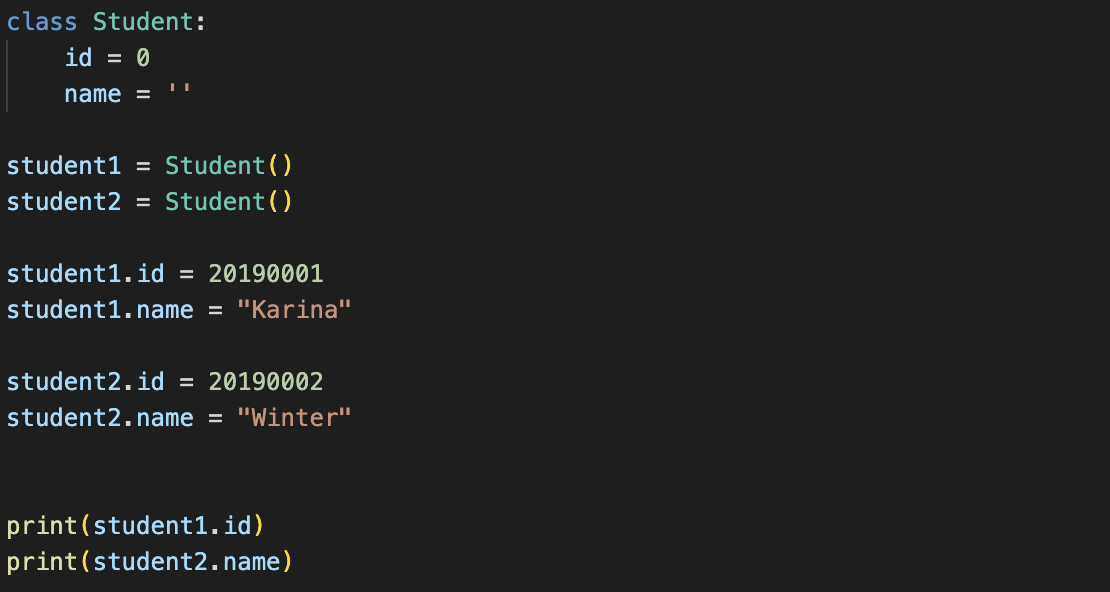 class Student:
    id = 0
    name = ''
student1 = Student()
student2 = Student()
student1.id = 20190001
student1.name = "Karina"
student2.id = 20190002
student2.name = "Winter"
print(student1.id)
print(student2.name)